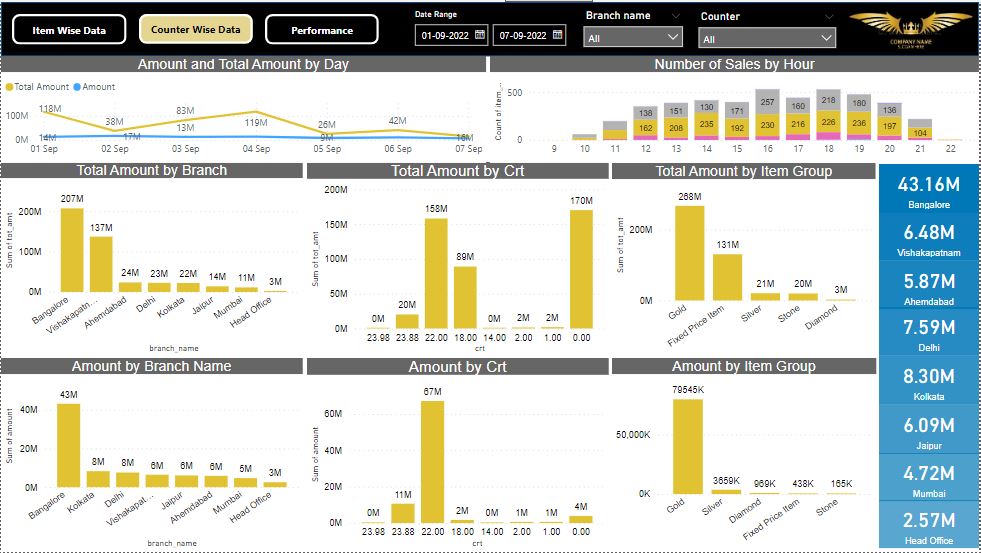 Item Wise Data
Counter Wise Data
Performance
Date Range
01-09-2022
07-09-2022
Branch name
All
Counter
All
COMPANY NAME
SLOGAN HERE
Amount and Total Amount by Day
Total Amount
Amount
100M
0M
118M
38M
83M
119M
26M
42M
14M
17M
13M
9M
16M
01 Sep
02 Sep
03 Sep
04 Sep
05 Sep
06 Sep
07 Sep
Number of Sales by Hour
Count of item_...
500
0
138
151
130
171
257
160
218
180
136
162
208
235
192
230
216
226
236
197
104
9
10
11
12
13
14
15
16
17
18
19
20
21
22
Total Amount by Branch
Sum of tot_amt
200M
100M
0M
207M
137M
24M
23M
22M
14M
11M
3M
Bangalore
Vishakapatn...
Ahemdabad
Delhi
Kolkata
Jaipur
Mumbai
Head Office
branch_name
Total Amount by Crt
Sum of tot_amt
200M
150M
100M
50M
0M
0M
20M
158M
89M
0M
2M
2M
170M
23.98
23.88
22.00
18.00
14.00
2.00
1.00
0.00
crt
Total Amount by Item Group
Sum of tot_amt
200M
0M
268M
131M
21M
20M
3M
Gold
Fixed Price Item
Silver
Stone
Diamond
43.16M
Bangalore
6.48M
Vishakapatnam
5.87M
Ahemdabad
7.59M
Delhi
8.30M
Kolkata
6.09M
Jaipur
4.72M
Mumbai
2.57M
Head Office
Amount by Branch Name
Sum of amount
40M
20M
0M
43M
8M
8M
6M
6M
6M
5M
3M
Bangalore
Kolkata
Delhi
Vishakapat...
Jaipur
Ahemdabad
Mumbai
Head Office
branch_name
Amount by Crt
Sum of amount
60M
40M
20M
0M
0M
11M
67M
2M
0M
1M
1M
4M
23.98
23.88
22.00
18.00
14.00
2.00
1.00
0.00
crt
Amount by Item Group
50,000K
0K
79545K
3659K
969K
438K
165K
Gold
Silver
Diamond
Fixed Price Item
Stone